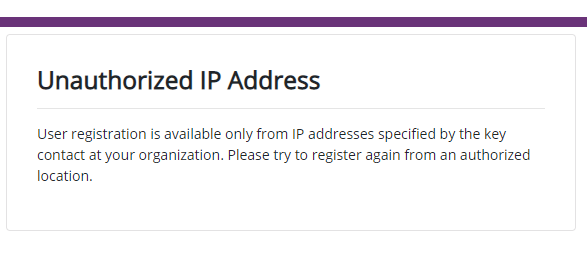 Unauthorized IP Address
User registration is available only from IP addresses specified by the key
contact at your organization. Please try to register again from an authorized
location.